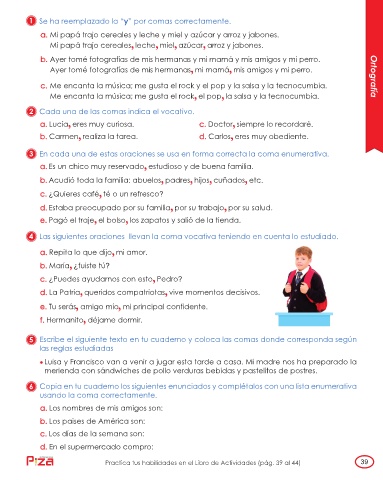 1 Se ha reemplazado lo "y" por comas correctamente.
a. Mi papá trajo cereales y leche y miel y azúcar y arroz y jabones.
Mi papá trajo cereales, leche, miel, azúcar, arroz y jabones.
b. Ayer tomé fotografías de mis hermanas y mi mamá y mis amigos y mi perro.
Ayer tomé fotografías de mis hermanas, mi mamá, mis amigos y mi perro.
c. Me encanta la música; me gusta el rock y el pop y la salsa y la tecnocumbia.
Me encanta la música; me gusta el rock, el pop, la salsa y la tecnocumbia.
Ortografía
2 Cada una de las comas indica el vocativo.
a. Lucía, eres muy curiosa.
c. Doctor, siempre lo recordaré.
b. Carmen, realiza la tarea.
d. Carlos, eres muy obediente.
3 En cada una de estas oraciones se usa en forma correcta la coma enumerativa.
a. Es un chico muy reservado, estudioso y de buena familia.
b. Acudió toda la familia: abuelos, padres, hijos, cuñados, etc.
c. ¿Quieres café, té o un refresco?
d. Estaba preocupado por su familia, por su trabajo, por su salud.
e. Pagó el traje, el bolso, los zapatos y salió de la tienda.
4 Las siguientes oraciones llevan la coma vocativa teniendo en cuenta lo estudiado.
a. Repita lo que dijo, mi amor.
b. María, ¿fuiste tú?
c. ¿Puedes ayudarnos con esto, Pedro?
d. La Patria, queridos compatriotas, vive momentos decisivos.
e. Tu serás, amigo mío, mi principal confidente.
f. Hermanito, déjame dormir.
5 Escribe el siguiente texto en tu cuaderno y coloca las comas donde corresponda según
las reglas estudiadas
• Luisa y Francisco van a venir a jugar esta tarde a casa. Mi madre nos ha preparado la
merienda con sándwiches de pollo verduras bebidas y pastelitos de postres.
6 Copia en tu cuaderno los siguientes enunciados y complétalos con una lista enumerativa
usando la coma correctamente.
a. Los nombres de mis amigos son:
b. Los países de América son:
c. Los días de la semana son:
d. En el supermercado compro:
Pizza
Practica tus habilidades en el Libro de Actividades (pág. 39 al 44)
39